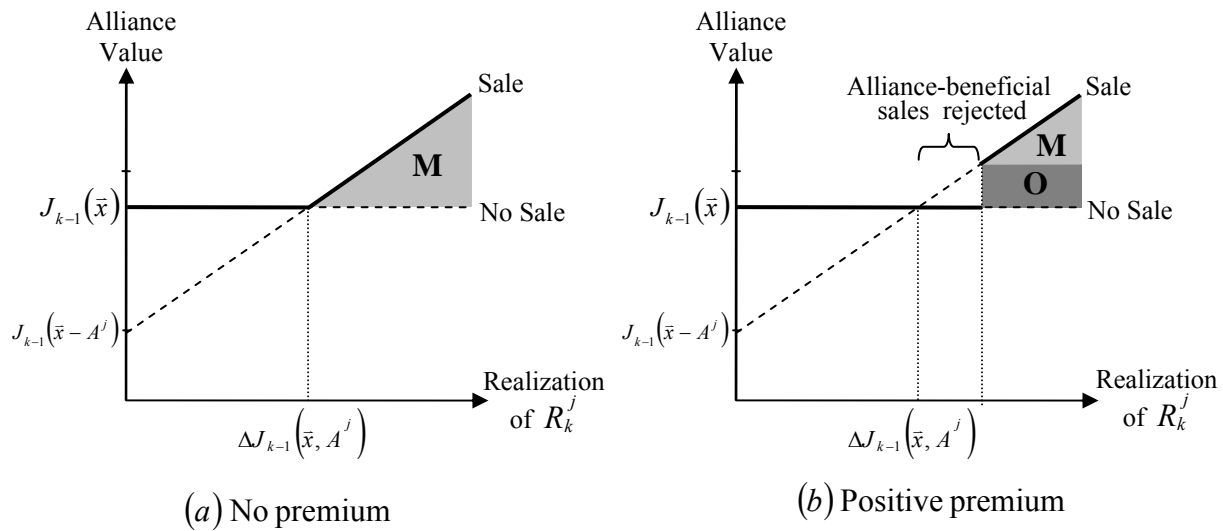 Alliance
Value
Sale
M
J_{k-1}(x̄)
No Sale
J_{k-1}(x̄ − A^j)
Realization
of R_k^j
ΔJ_{k-1}(x̄, A^j)
(a) No premium
Alliance
Value
Alliance-beneficial
sales rejected
Sale
M
O
J_{k-1}(x̄)
No Sale
J_{k-1}(x̄ − A^j)
Realization
of R_k^j
ΔJ_{k-1}(x̄, A^j)
(b) Positive premium